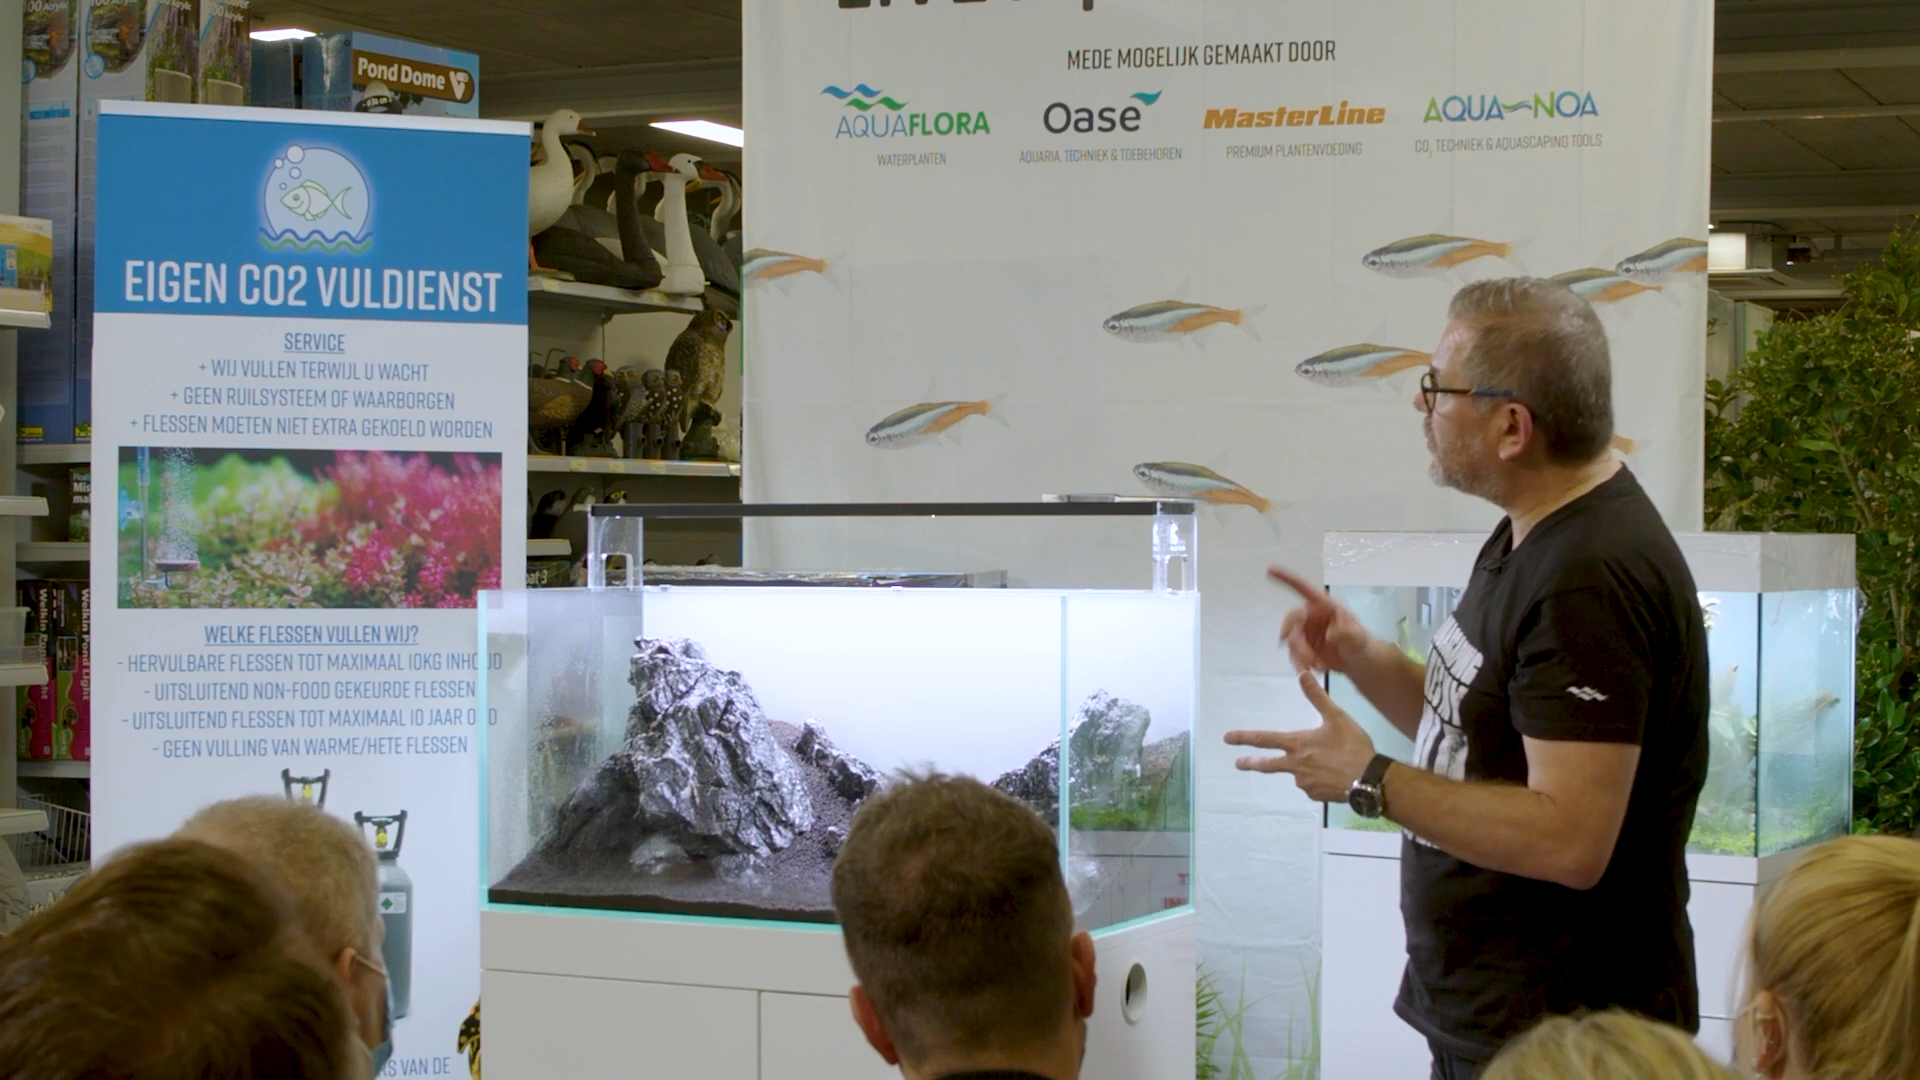 Pond Dome
MEDE MOGELIJK GEMAAKT DOOR
AQUAFLORA
WATERPLANTEN
Oase
AQUARIA, TECHNIEK & TOEBEHOREN
MasterLine
PREMIUM PLANTENVOEDING
AQUA-NOA
CO2 TECHNIEK & AQUASCAPING TOOLS
EIGEN CO2 VULDIENST
SERVICE
+ WIJ VULLEN TERWIJL U WACHT
+ GEEN RUILSYSTEEM OF WAARBORGEN
+ FLESSEN MOETEN NIET EXTRA GEKOELD WORDEN
WELKE FLESSEN VULLEN WIJ?
- HERVULBARE FLESSEN TOT MAXIMAAL 10KG INHOUD
- UITSLUITEND NON-FOOD GEKEURDE FLESSEN
- UITSLUITEND FLESSEN TOT MAXIMAAL 10 JAAR OUD
- GEEN VULLING VAN WARME/HETE FLESSEN
VAN DE